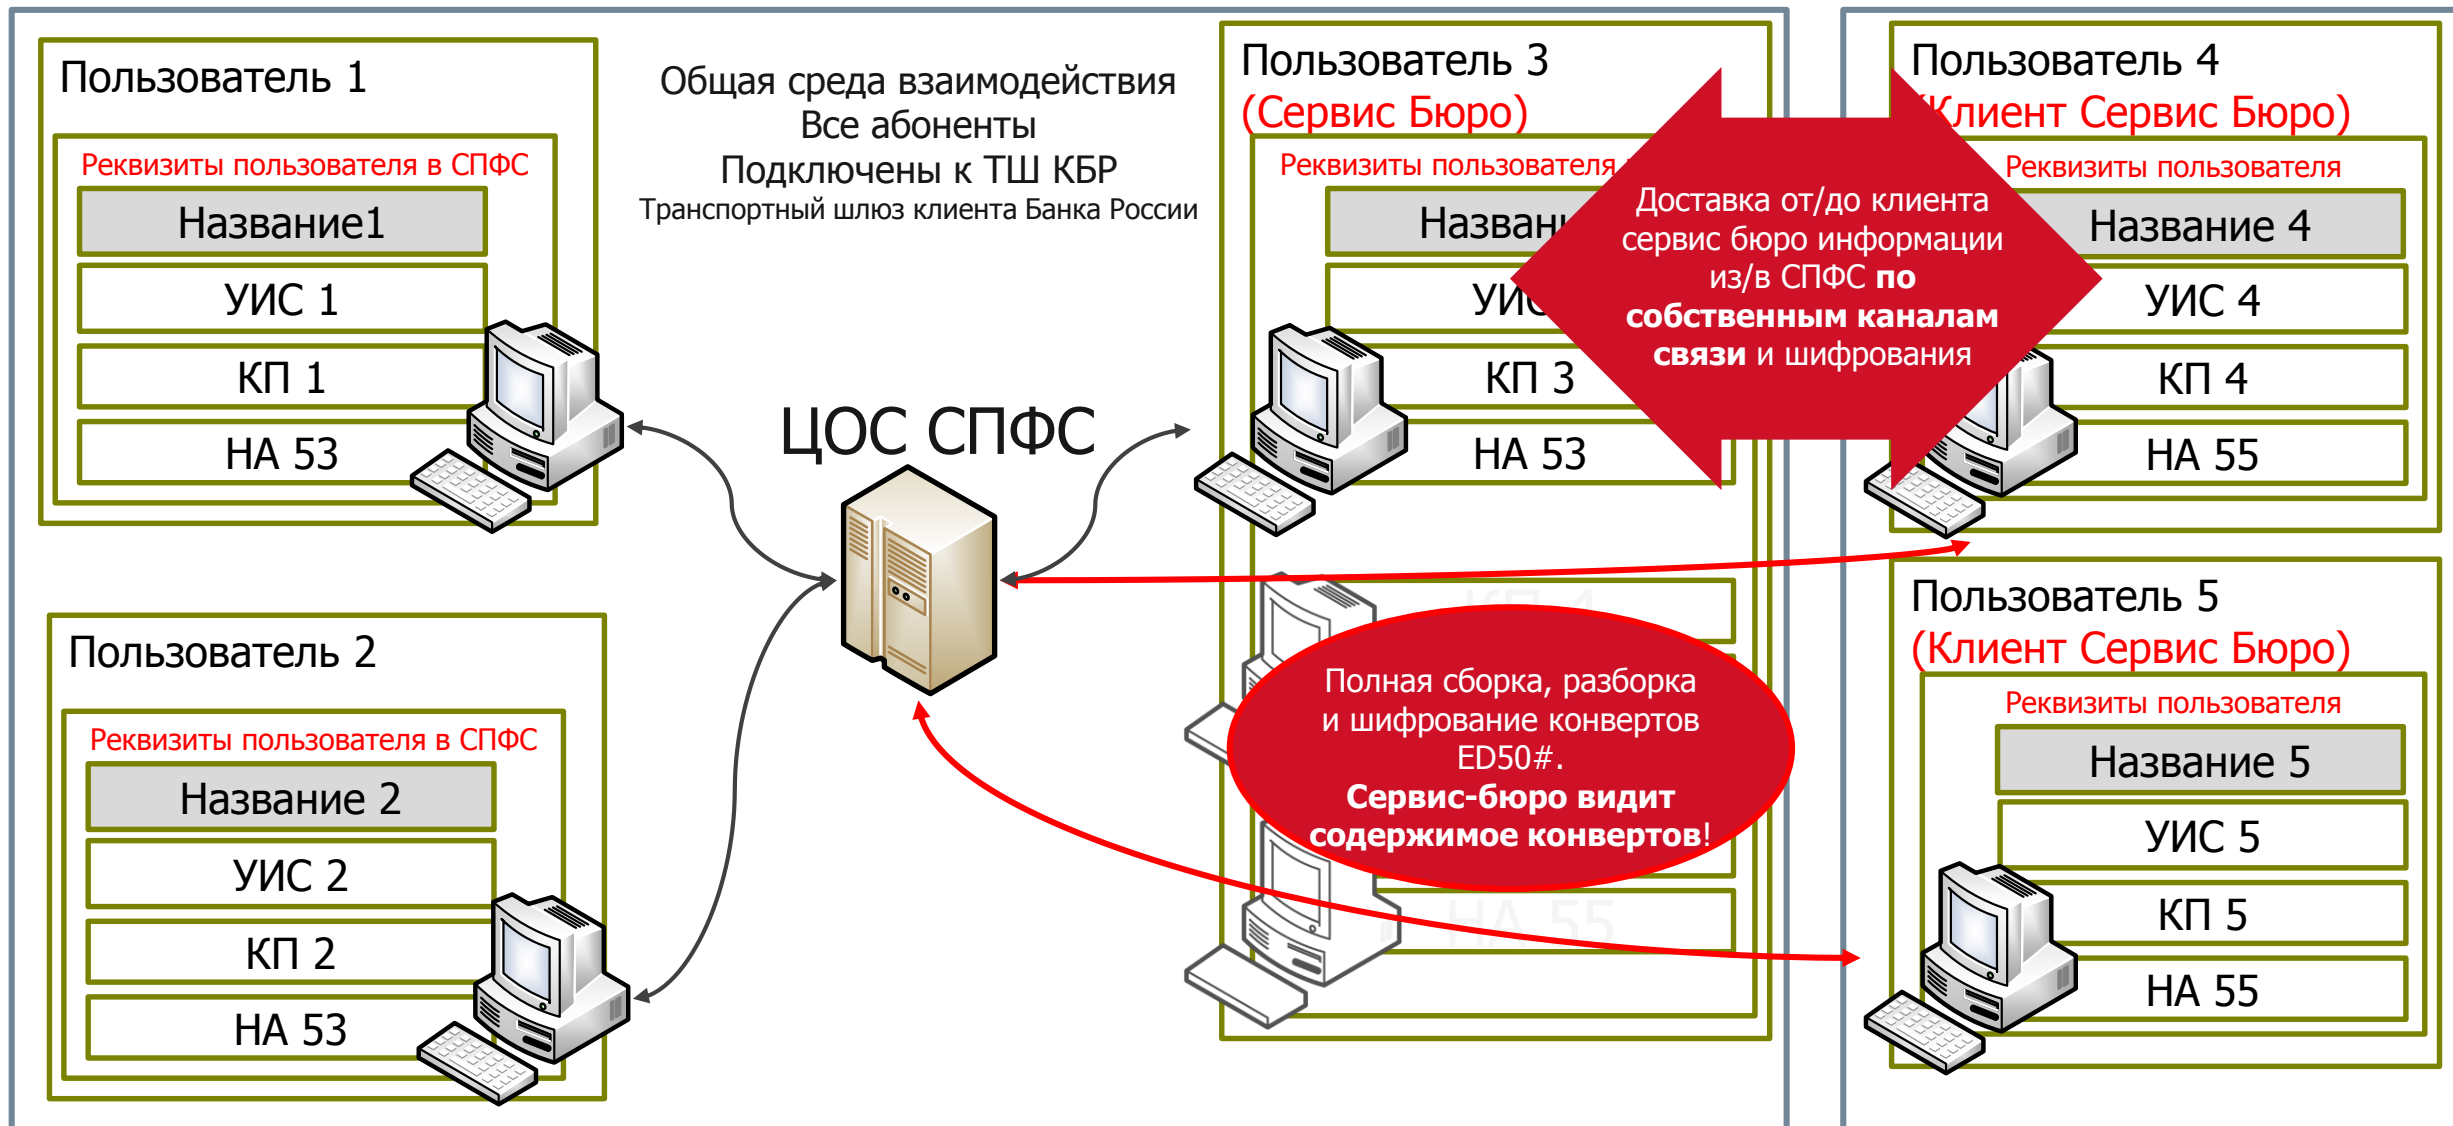 Пользователь 1
Реквизиты пользователя в СПФС
Название1
УИС 1
КП 1
НА 53
Общая среда взаимодействия
Все абоненты
Подключены к ТШ КБР
Транспортный шлюз клиента Банка России
ЦОС СПФС
Пользователь 2
Реквизиты пользователя в СПФС
Название 2
УИС 2
КП 2
НА 53
Пользователь 3
(Сервис Бюро)
Реквизиты пользователя
КП 3
НА 53
КП 4
НА 55
Доставка от/до клиента
сервис бюро информации
из/в СПФС по
собственным каналам
связи и шифрования
Полная сборка, разборка
и шифрование конвертов
ED50#.
Сервис-бюро видит
содержимое конвертов!
Пользователь 4
(Клиент Сервис Бюро)
Реквизиты пользователя
Название 4
УИС 4
КП 4
НА 55
Пользователь 5
(Клиент Сервис Бюро)
Реквизиты пользователя
Название 5
УИС 5
КП 5
НА 55